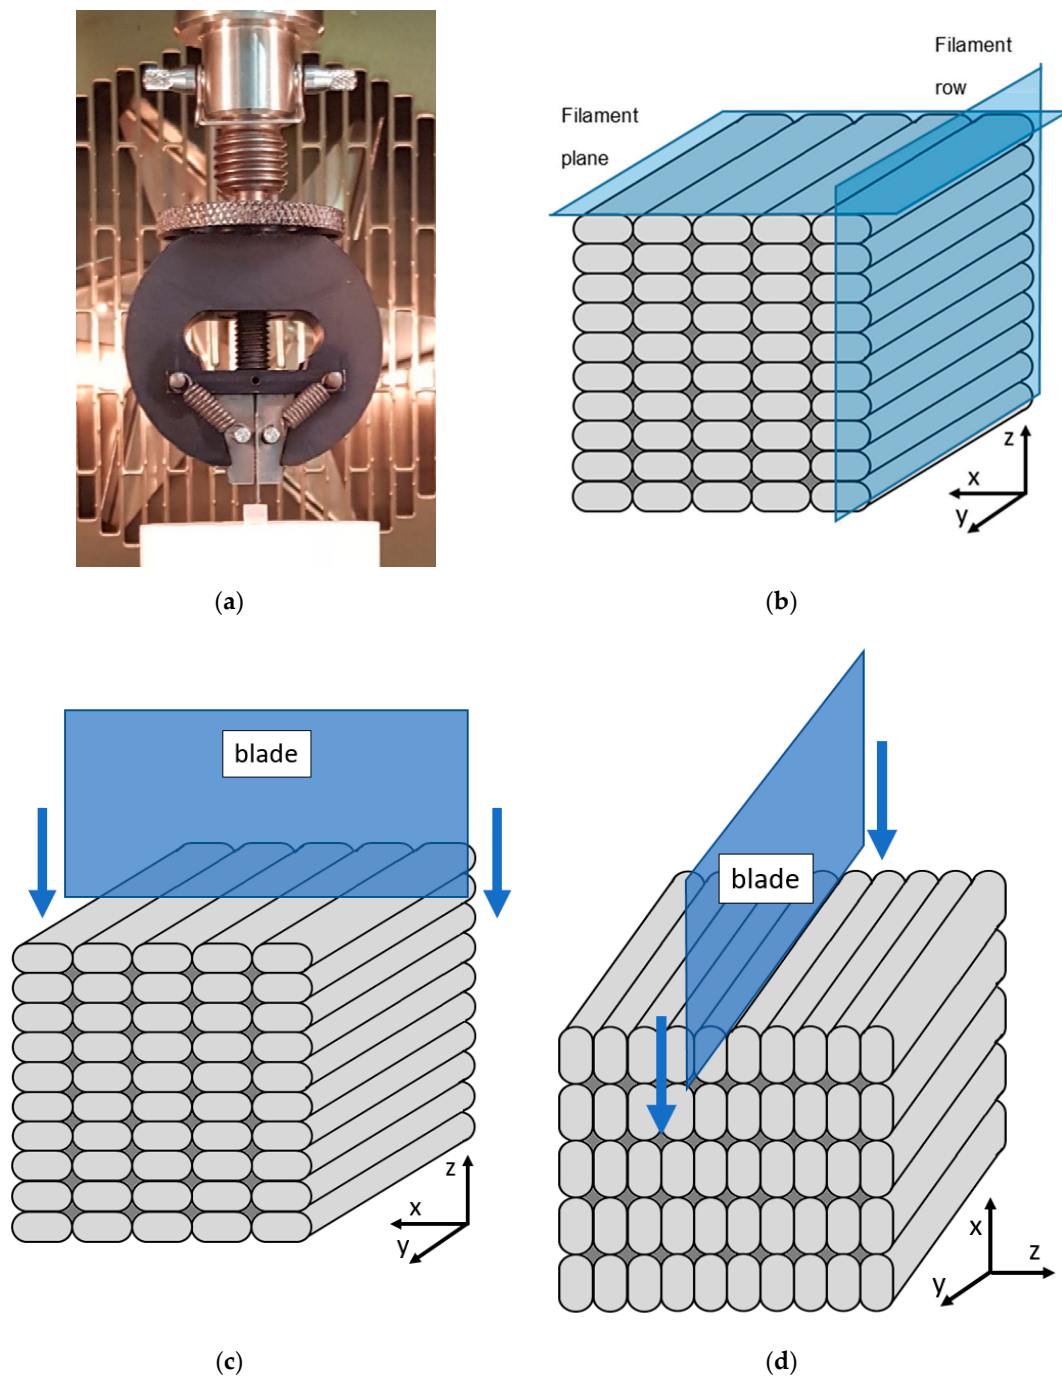 Filament
row
Filament
plane
z
x
y
(a)
(b)
blade
blade
z
x
y
x
z
y
(c)
(d)